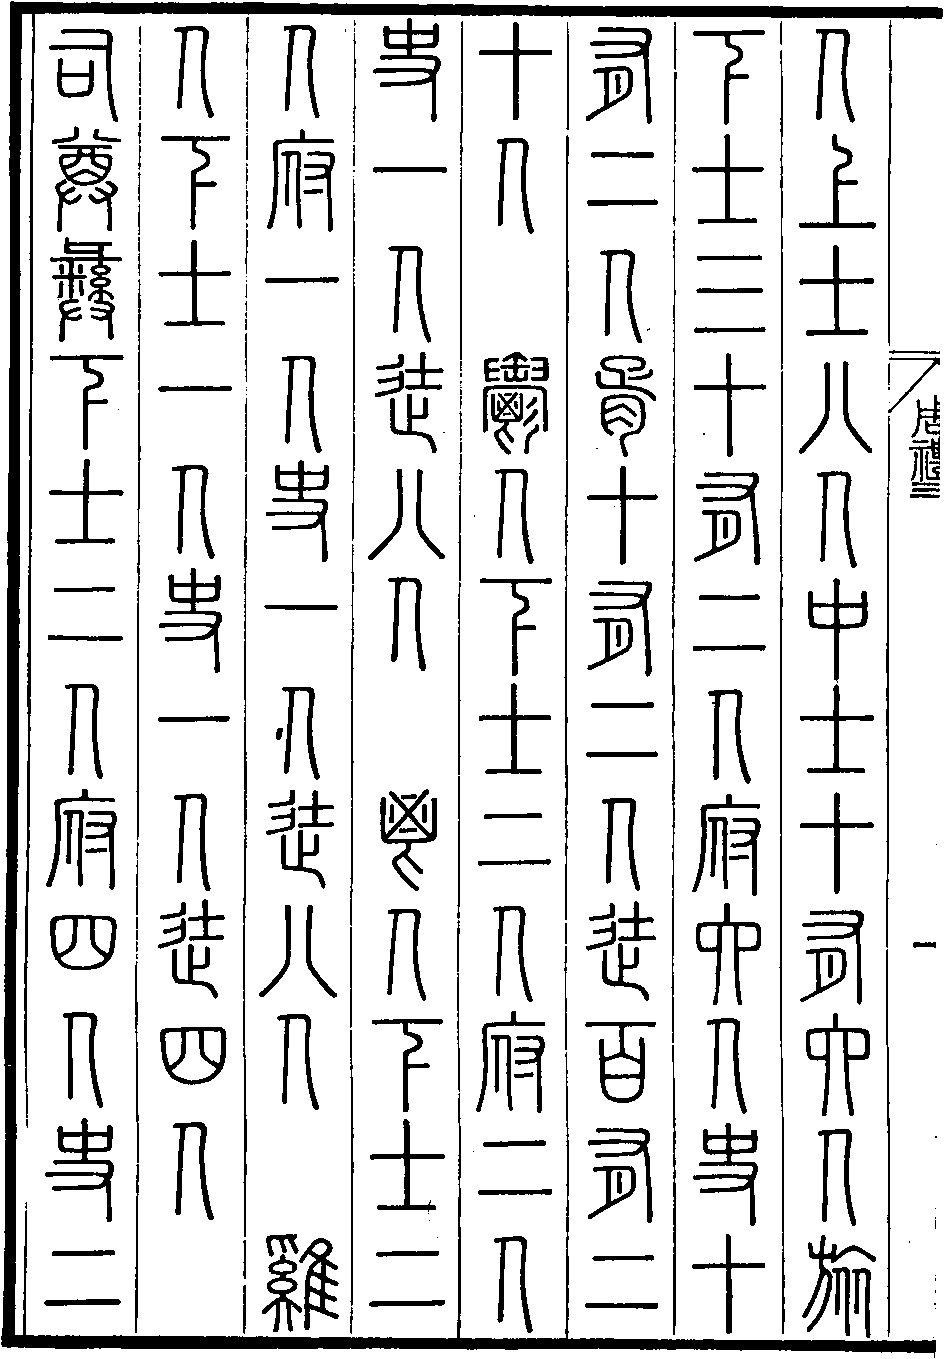 周禮三
一
人上士八人中士十有六人旅
下士三十有二人府六人史十
有二人胥十有二人徒百有二
十人　鬱人下士二人府二人
史一人徒八人　鬯人下士二
人府一人史一人徒八人　雞
人下士一人史一人徒四人
司尊彝下士二人府四人史二